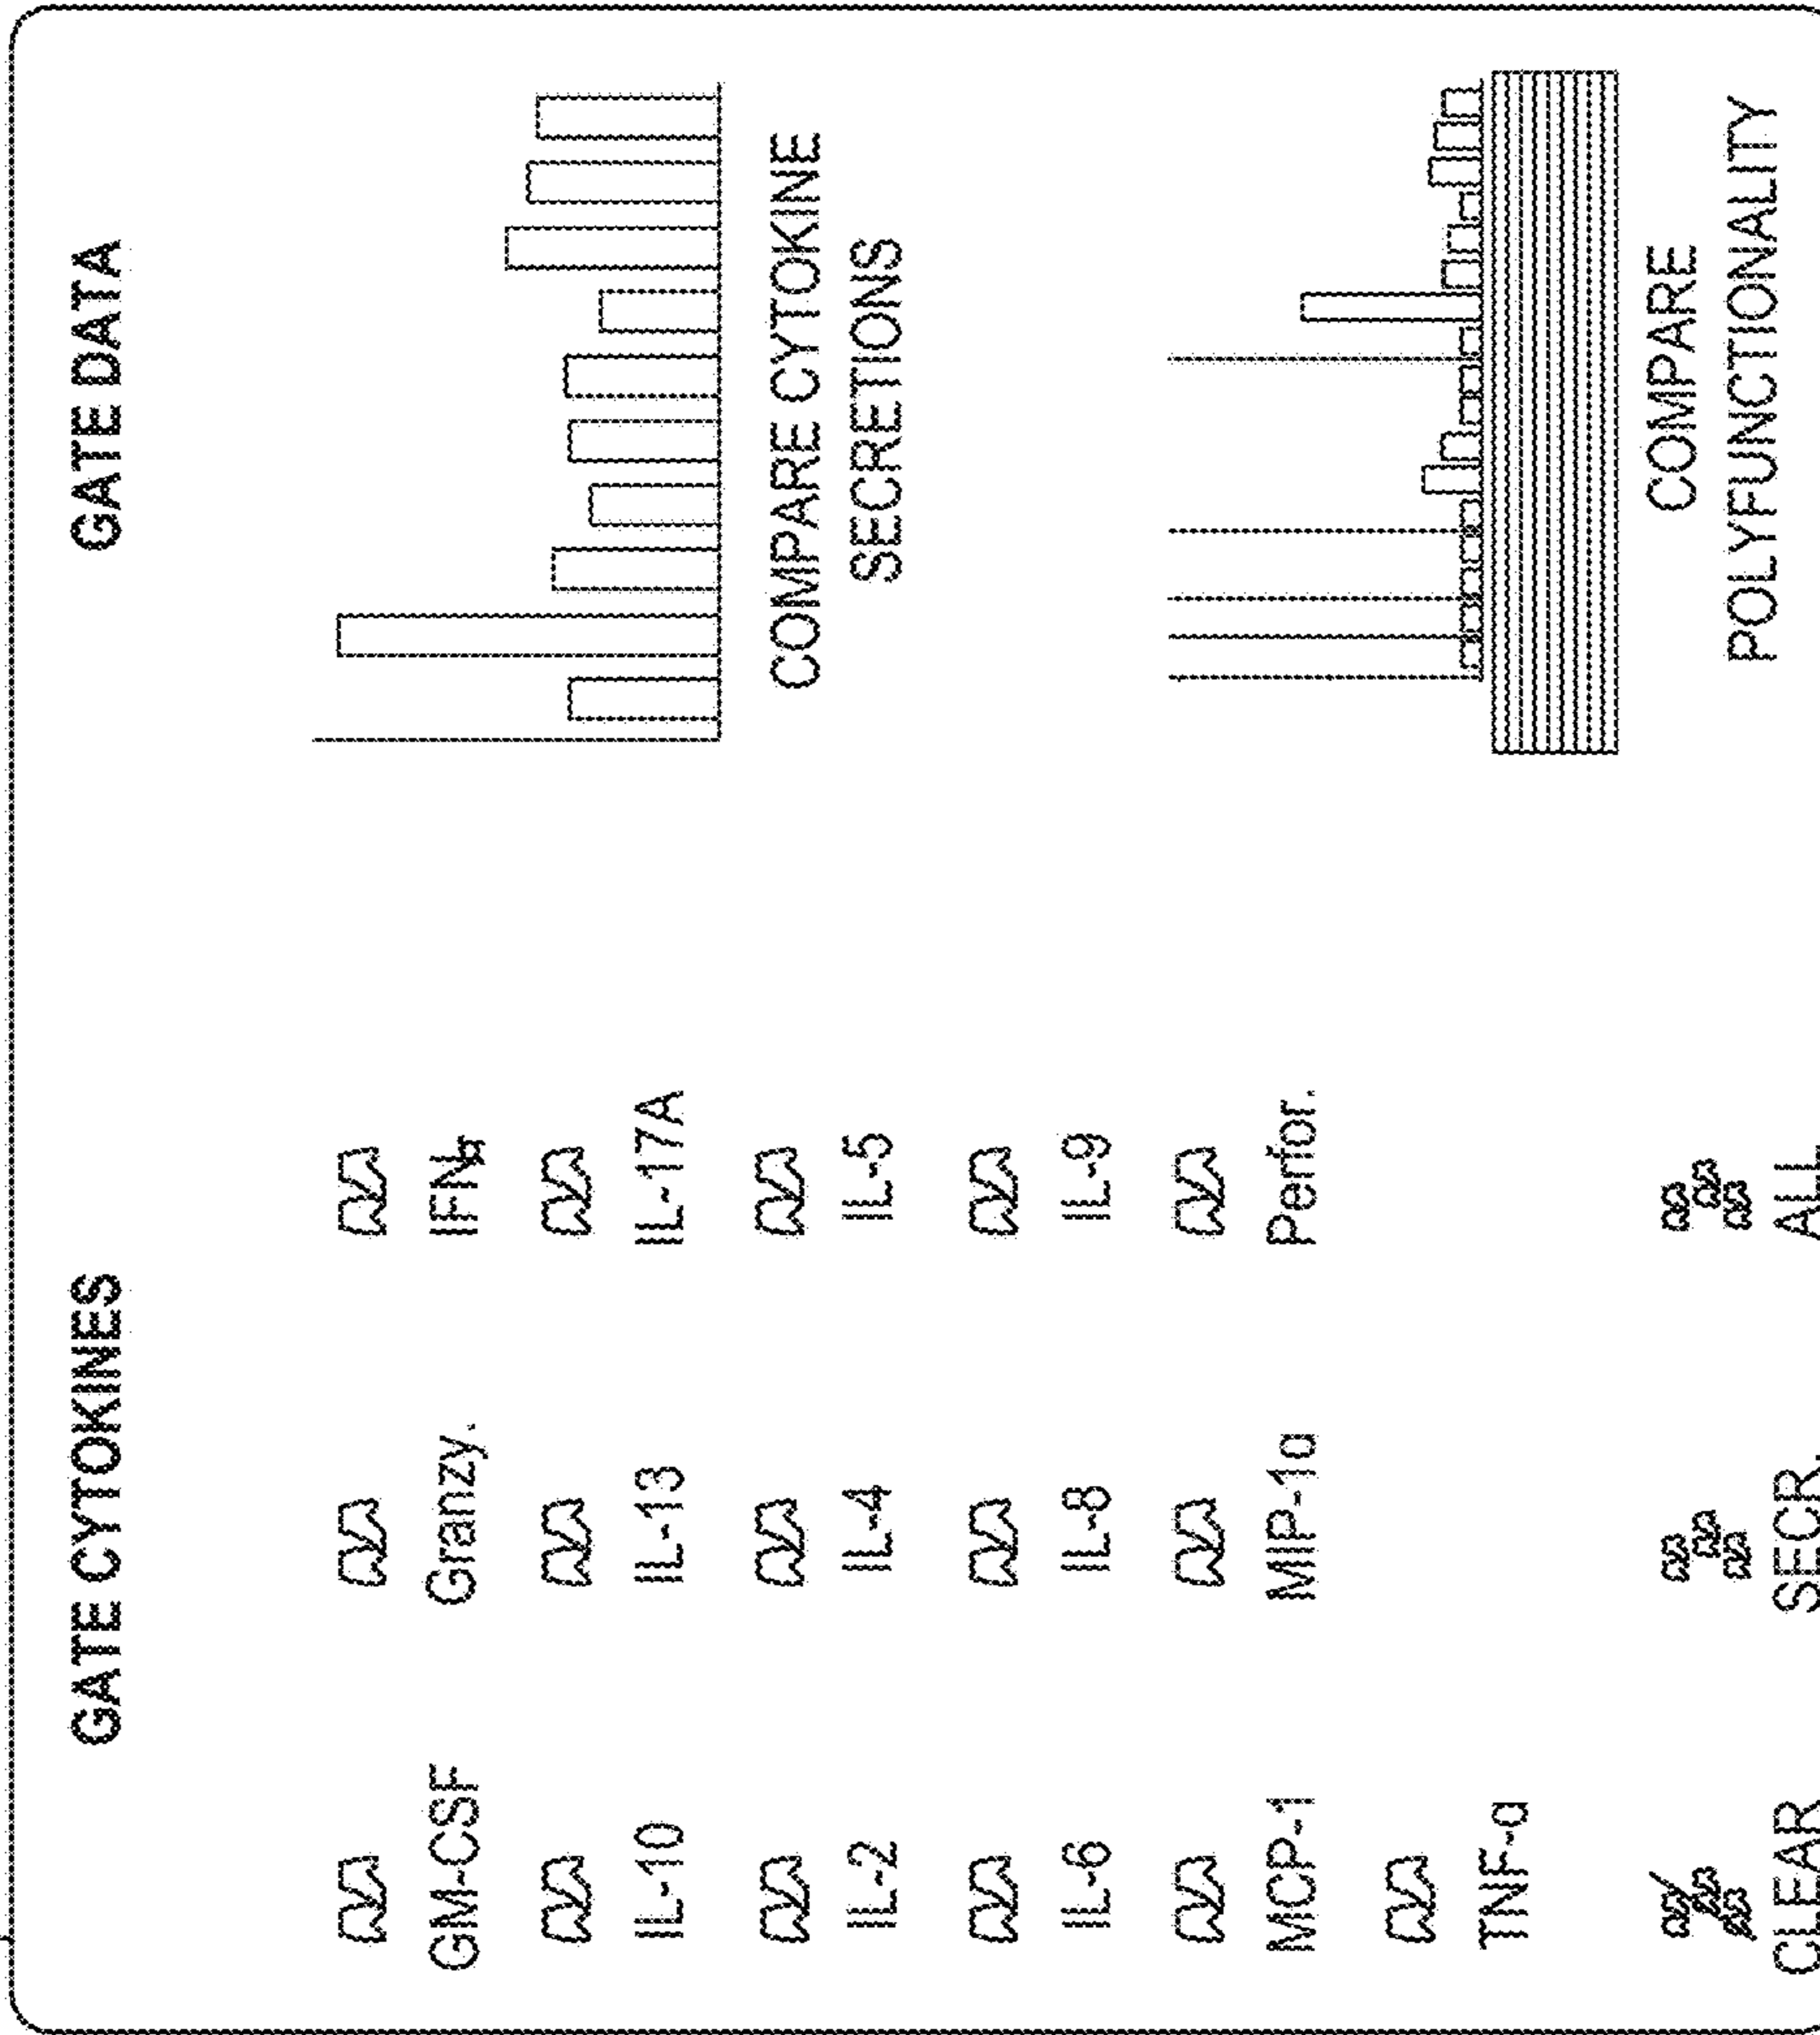 GATE CYTOKINES
GM-CSF Granzy. IFNg
IL-10 IL-13 IL-17A
IL-2 IL-4 IL-5
IL-6 IL-8 IL-9
MCP-1 MIP-1α Perfor.
TNF-α
CLEAR SECR. ALL
GATE DATA
COMPARE CYTOKINE
SECRETIONS
COMPARE
POLYFUNCTIONALITY